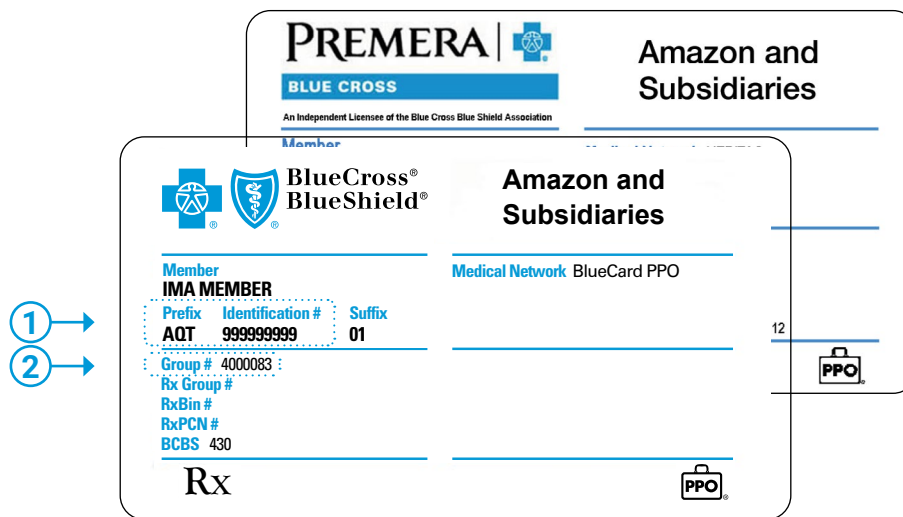 PREMERA
BLUE CROSS
An Independent Licensee of the Blue Cross Blue Shield Association
Amazon and
Subsidiaries
Member
12
PPO
BlueCross®
BlueShield®
Amazon and
Subsidiaries
Member
IMA MEMBER
Prefix Identification # Suffix
AQT 999999999 01
Group # 4000083
Rx Group #
RxBin #
RxPCN #
BCBS 430
Rx
Medical Network BlueCard PPO
PPO
1
2